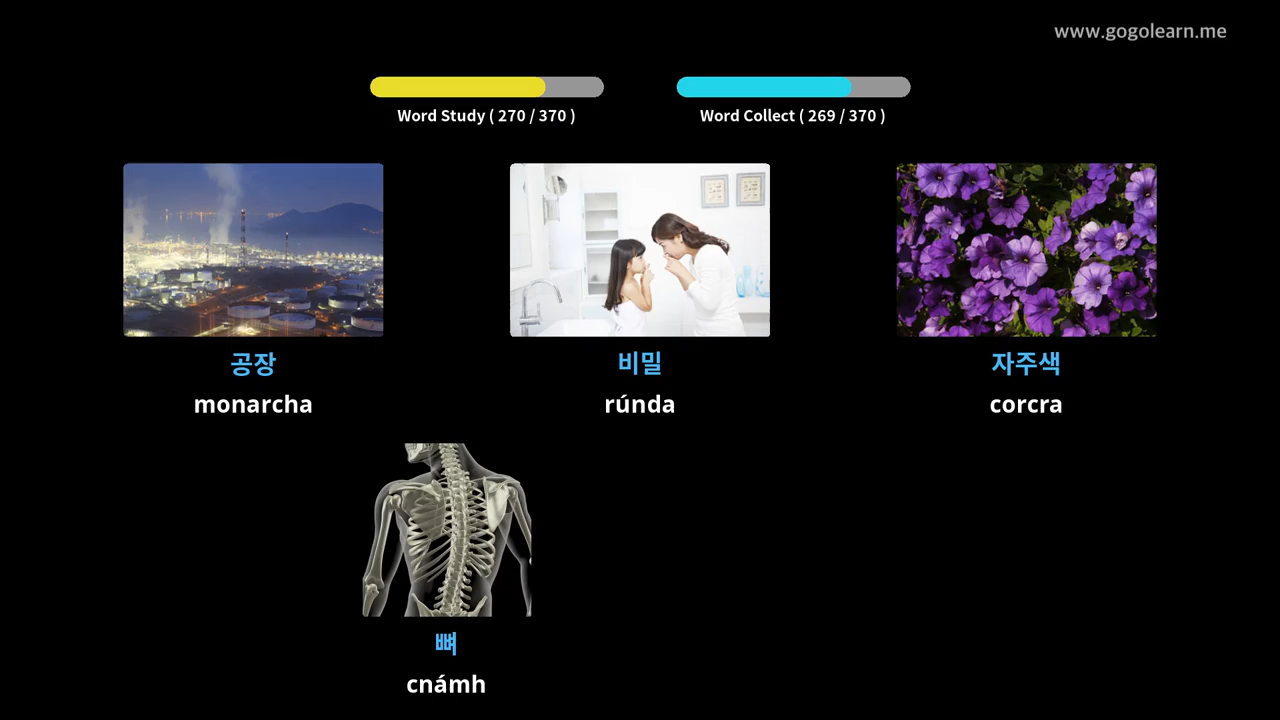 www.gogolearn.me
Word Study ( 270 / 370 )
Word Collect ( 269 / 370 )
공장
monarcha
비밀
rúnda
자주색
corcra
뼈
cnámh